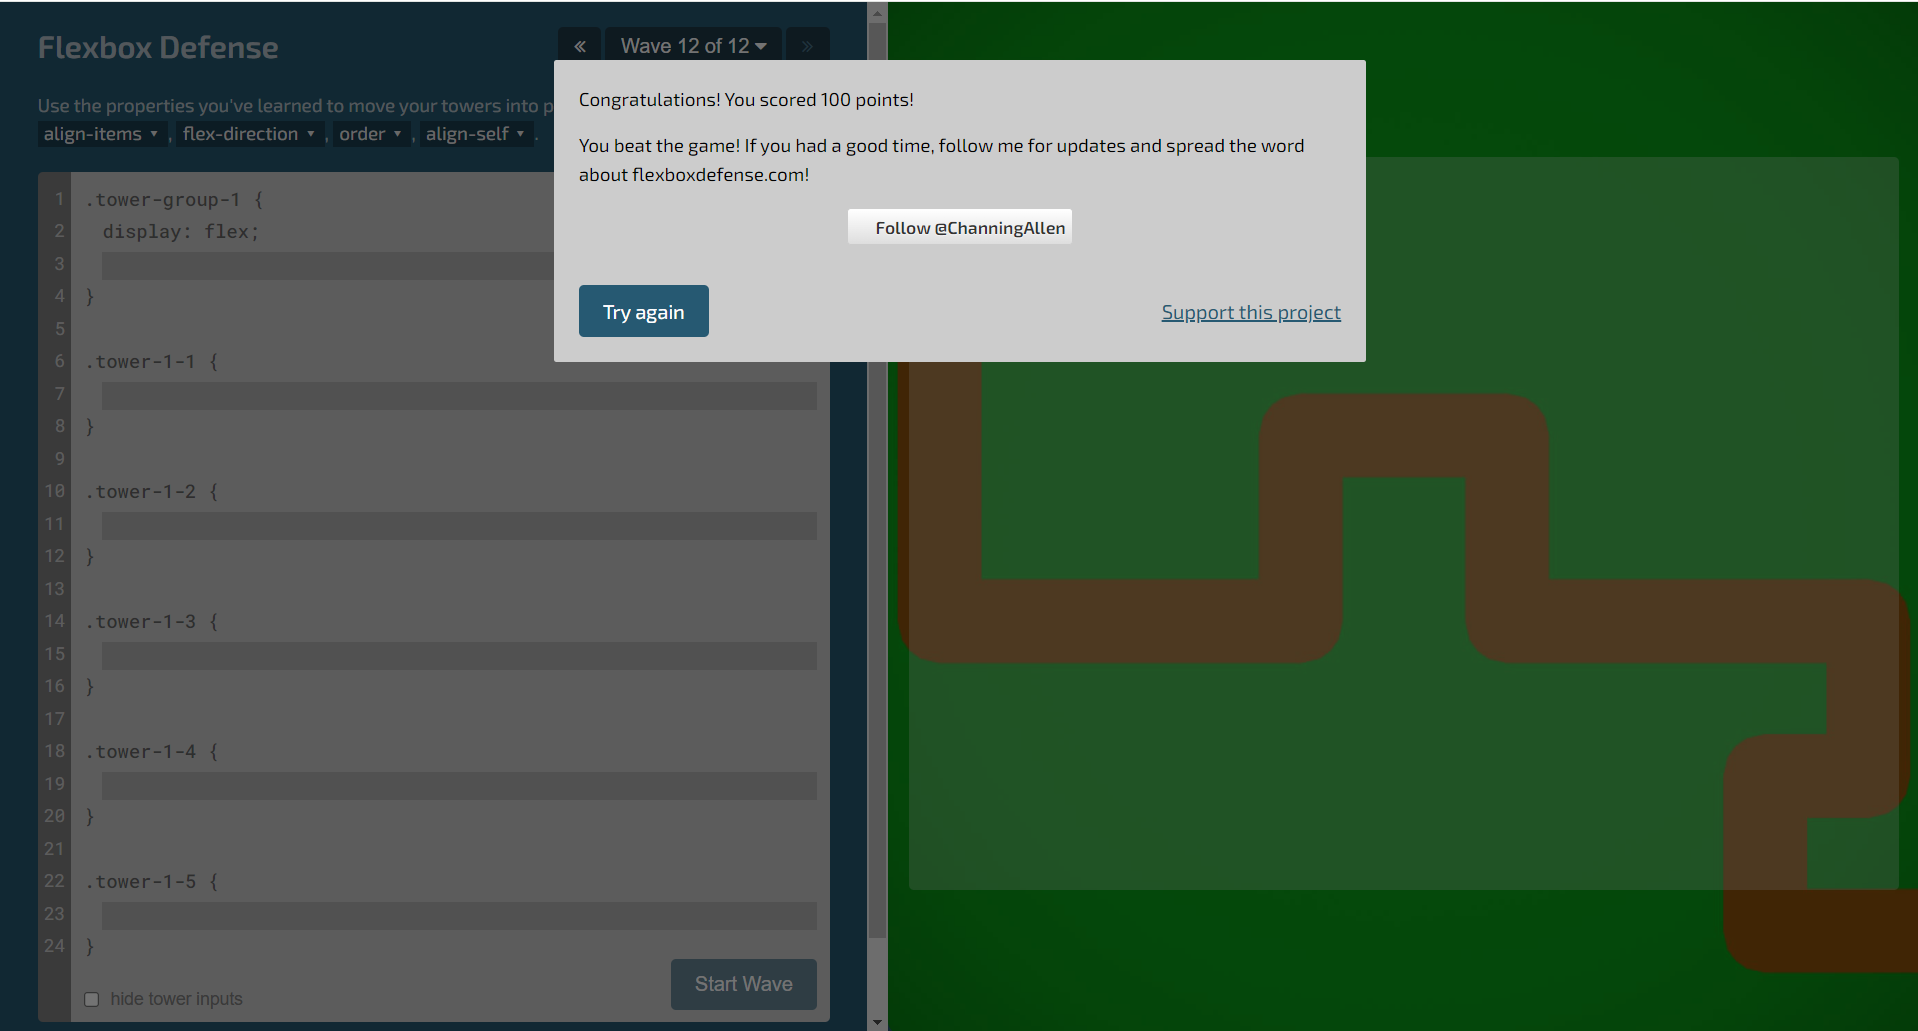 Flexbox Defense
« Wave 12 of 12 ▾ »
Use the properties you've learned to move your towers into p
align-items ▾ , flex-direction ▾ , order ▾ , align-self ▾ .
Congratulations! You scored 100 points!
You beat the game! If you had a good time, follow me for updates and spread the word
about flexboxdefense.com!
Follow @ChanningAllen
Try again
Support this project
1 .tower-group-1 {
2 display: flex;
3
4 }
5
6 .tower-1-1 {
7
8 }
9
10 .tower-1-2 {
11
12 }
13
14 .tower-1-3 {
15
16 }
17
18 .tower-1-4 {
19
20 }
21
22 .tower-1-5 {
23
24 }
hide tower inputs
Start Wave